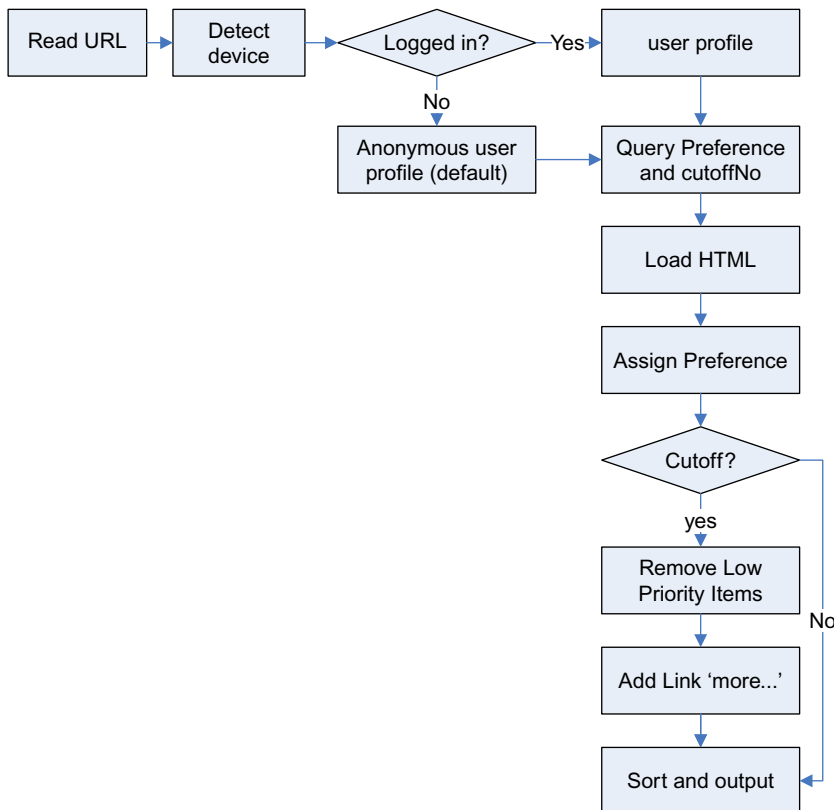 Read URL
Detect
device
Logged in?
Yes
user profile
No
Anonymous user
profile (default)
Query Preference
and cutoffNo
Load HTML
Assign Preference
Cutoff?
yes
Remove Low
Priority Items
No
Add Link ‘more...’
Sort and output